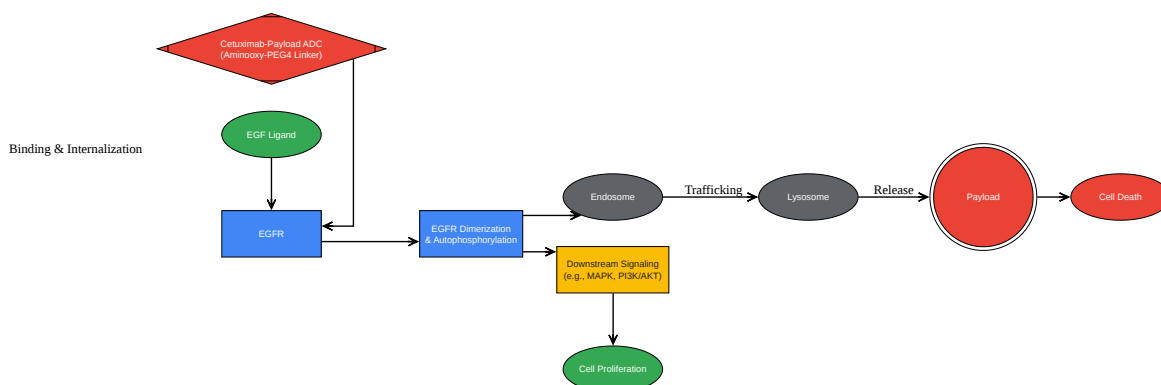 Cetuximab-Payload ADC
(Aminooxy-PEG4 Linker)
EGF Ligand
Binding & Internalization
Endosome
Trafficking
Lysosome
Release
Payload
Cell Death
EGFR
EGFR Dimerization
& Autophosphorylation
Downstream Signaling
(e.g., MAPK, PI3K/AKT)
Cell Proliferation